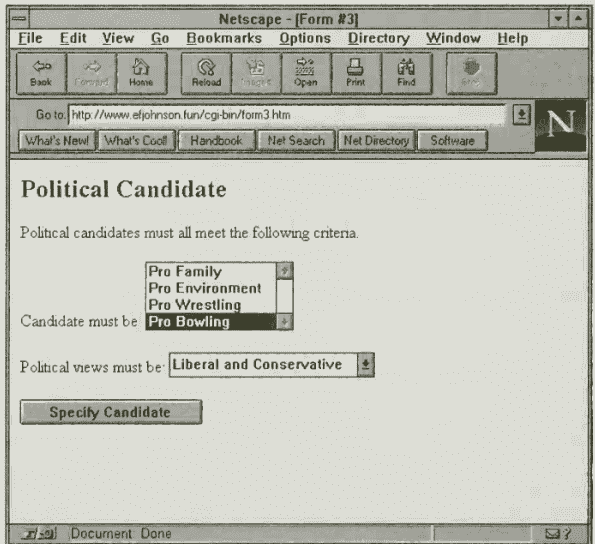 Netscape - [Form #3]
File Edit View Go Bookmarks Options Directory Window Help
Back Forward Home Reload Images Open Print Find Stop
Go to: http://www.efjohnson.fun/cgi-bin/form3.htm
What's New! What's Cool! Handbook Net Search Net Directory Software
N
Political Candidate
Political candidates must all meet the following criteria.
Pro Family
Pro Environment
Pro Wrestling
Candidate must be Pro Bowling
Political views must be: Liberal and Conservative
Specify Candidate
Document: Done